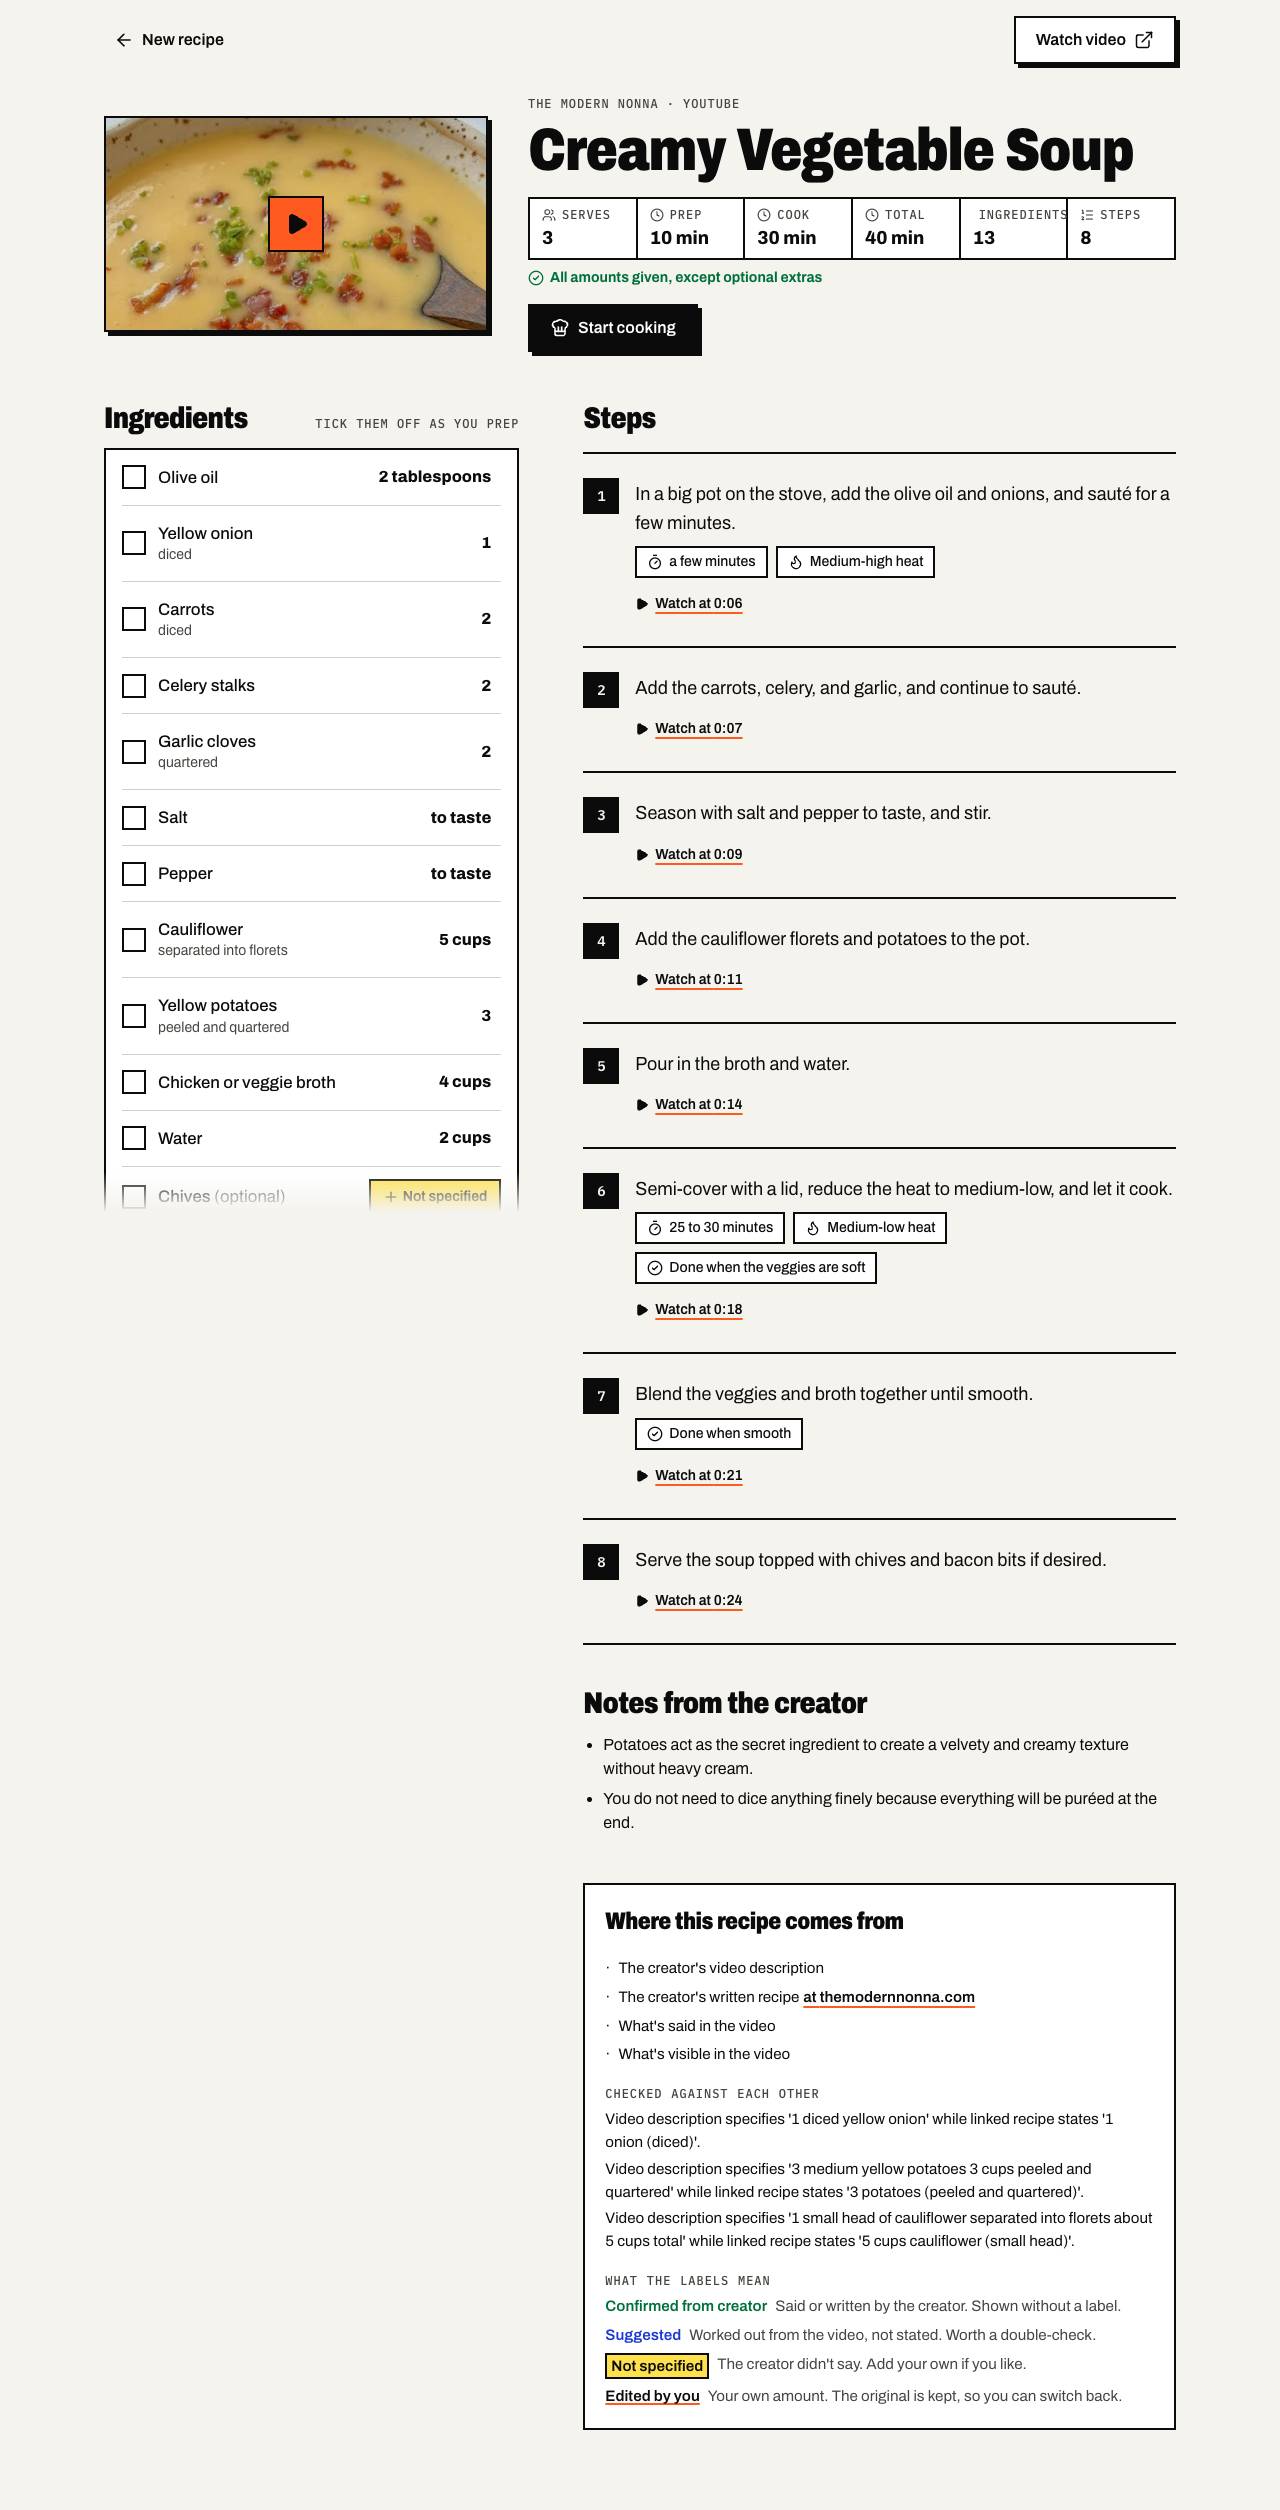 New recipe
Watch video
THE MODERN NONNA · YOUTUBE
Creamy Vegetable Soup
SERVES
3
PREP
10 min
COOK
30 min
TOTAL
40 min
INGREDIENTS
13
STEPS
8
All amounts given, except optional extras
Start cooking
Ingredients
TICK THEM OFF AS YOU PREP
Olive oil
2 tablespoons
Yellow onion
diced
1
Carrots
diced
2
Celery stalks
2
Garlic cloves
quartered
2
Salt
to taste
Pepper
to taste
Cauliflower
separated into florets
5 cups
Yellow potatoes
peeled and quartered
3
Chicken or veggie broth
4 cups
Water
2 cups
Chives (optional)
+ Not specified
Steps
1
In a big pot on the stove, add the olive oil and onions, and sauté for a
few minutes.
a few minutes
Medium-high heat
Watch at 0:06
2
Add the carrots, celery, and garlic, and continue to sauté.
Watch at 0:07
3
Season with salt and pepper to taste, and stir.
Watch at 0:09
4
Add the cauliflower florets and potatoes to the pot.
Watch at 0:11
5
Pour in the broth and water.
Watch at 0:14
6
Semi-cover with a lid, reduce the heat to medium-low, and let it cook.
25 to 30 minutes
Medium-low heat
Done when the veggies are soft
Watch at 0:18
7
Blend the veggies and broth together until smooth.
Done when smooth
Watch at 0:21
8
Serve the soup topped with chives and bacon bits if desired.
Watch at 0:24
Notes from the creator
• Potatoes act as the secret ingredient to create a velvety and creamy texture
without heavy cream.
• You do not need to dice anything finely because everything will be puréed at the
end.
Where this recipe comes from
· The creator's video description
· The creator's written recipe at themodernnonna.com
· What's said in the video
· What's visible in the video
CHECKED AGAINST EACH OTHER
Video description specifies '1 diced yellow onion' while linked recipe states '1
onion (diced)'.
Video description specifies '3 medium yellow potatoes 3 cups peeled and
quartered' while linked recipe states '3 potatoes (peeled and quartered)'.
Video description specifies '1 small head of cauliflower separated into florets about
5 cups total' while linked recipe states '5 cups cauliflower (small head)'.
WHAT THE LABELS MEAN
Confirmed from creator Said or written by the creator. Shown without a label.
Suggested Worked out from the video, not stated. Worth a double-check.
Not specified The creator didn't say. Add your own if you like.
Edited by you Your own amount. The original is kept, so you can switch back.